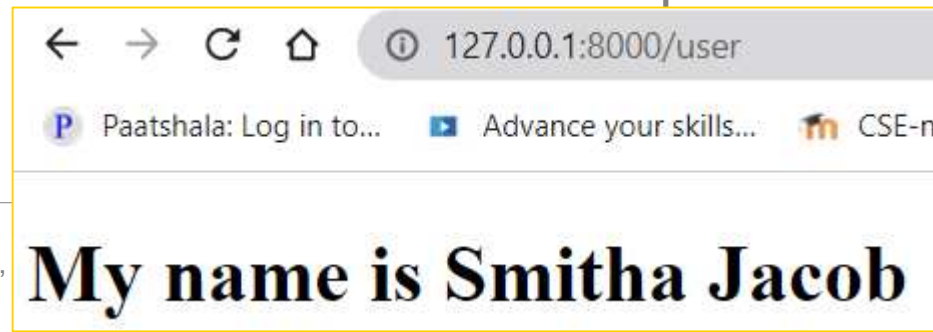 127.0.0.1:8000/user
P Paatshala: Log in to... Advance your skills... m CSE-n
,
My name is Smitha Jacob